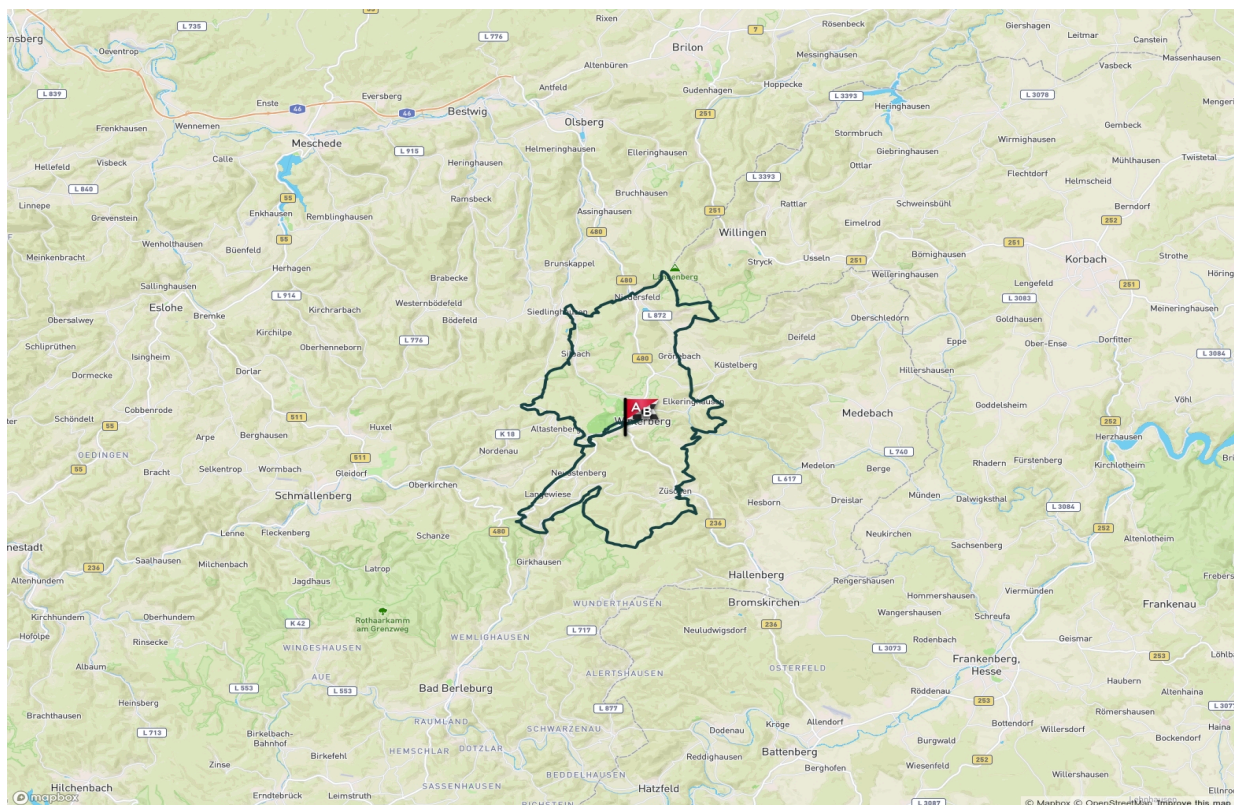 L 735
Rixen
Rösenbeck
Giershagen
Canstein
Leitmar
Oeventrop
L 776
Brilon
7
Messinghausen
Vasbeck
Massenhausen
Altenbüren
Hoppecke
Antfeld
Gudenhagen
L 3393
L 3078
L 839
Enste
Eversberg
46
Bestwig
251
Heringhausen
Frenkhausen
Wennemen
46
Olsberg
Stormbruch
Wirmighausen
Gembeck
Meschede
Helmeringhausen
Elleringhausen
Giebringhausen
Hellefeld
Visbeck
Calle
L 915
Heringhausen
Ottlar
Mühlhausen
Twistetal
L 840
L 3393
Flechtdorf
Helmscheid
Linnepe
55
Ramsbeck
Bruchhausen
Rattlar
Schweinsbühl
Berndorf
Grevenstein
Enkhausen
Remblinghausen
Assinghausen
251
Eimelrod
252
Wenholthausen
55
480
Willingen
Büenfeld
Stryck
Usseln
251
Bömighausen
251
Korbach
Strothe
Meinkenbracht
Herhagen
Brunskappel
Welleringhausen
Lengefeld
Sallinghausen
Brabecke
480
Langenberg
L 914
Westernbödefeld
Niedersfeld
L 3083
251
Eslohe
Kirchrarbach
Siedlinghausen
L 872
Goldhausen
Meineringhausen
Obersalwey
Bremke
Bödefeld
Oberschledorn
Schliprüthen
Kirchilpe
L 776
Deifeld
Eppe
Dorfitter
Isingheim
Oberhenneborn
Silbach
480
Grönebach
Ober-Ense
L 3084
Dormecke
Dorlar
Küstelberg
Hillershausen
Cobbenrode
Elkeringhausen
Goddelsheim
Vöhl
Schöndelt
511
A
B
Medebach
55
Arpe
Berghausen
Huxel
K 18
Altastenberg
Winterberg
Herzhausen
OEDINGEN
511
Nordenau
L 740
Bracht
Selkentrop
Wormbach
Gleidorf
Medelon
Rhadern
Fürstenberg
Kirchlotheim
55
Oberkirchen
Neuastenberg
Berge
Schmallenberg
Langewiese
Züschen
L 617
Münden
Dalwigksthal
Hesborn
Dreislar
L 3084
Lenne
Fleckenberg
Schanze
480
236
252
nnestadt
Neukirchen
Altenlotheim
Saalhausen
Milchenbach
Latrop
Girkhausen
Sachsenberg
236
Altenhundem
Jagdhaus
Hallenberg
Rengershausen
Viermünden
Kirchhundem
Oberhundem
Rothaarkamm
am Grenzweg
WUNDERTHAUSEN
Bromskirchen
Hommershausen
Frankenau
Hofolpe
K 42
L 717
Wangershausen
Schreufa
Rinsecke
WINGESHAUSEN
WEMLIGHAUSEN
Neuludwigsdorf
236
Rodenbach
Geismar
Albaum
L 3073
253
AUE
ALERTSHAUSEN
OSTERFELD
Frankenberg,
Hesse
L 553
L 553
Bad Berleburg
Haubern
Heinsberg
Röddenau
Altenhaina
Brachthausen
L 877
253
RAUMLAND
Allendorf
Bottendorf
Römershausen
L 713
Birkelbach-
Bahnhof
SCHWARZENAU
Kröge
Willersdorf
Haina
Birkefehl
HEMSCHLAR
DOTZLAR
Dodenau
Burgwald
Bockendorf
Zinse
Battenberg
252
Reddighausen
Wiesenfeld
Berghofen
Hilchenbach
SASSENHAUSEN
BEDDELHAUSEN
Willershausen
Erndtebrück
Leimstruth
Hatzfeld
mapbox
L 3087
© Mapbox © OpenStreetMap Improve this map